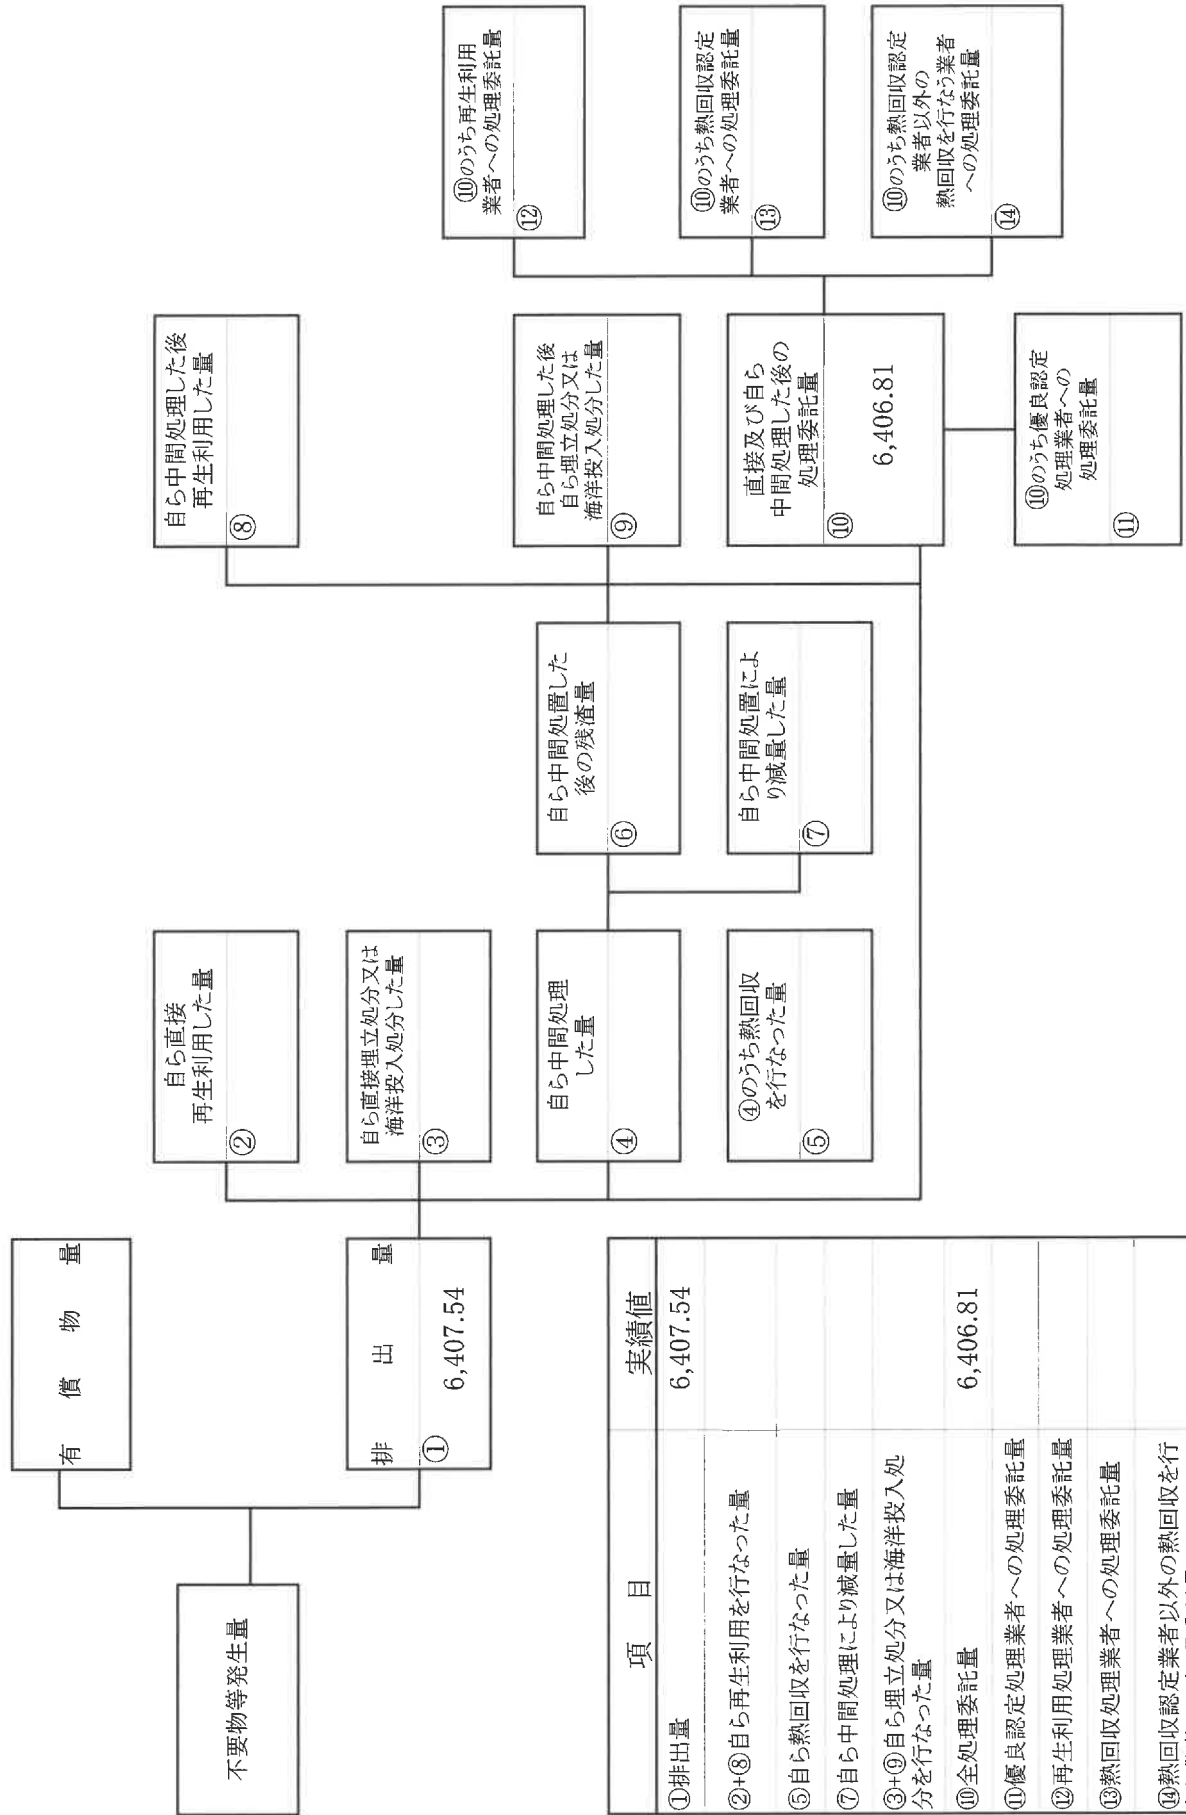 不要物等発生量
有償物量
排出量
①
6,407.54
自ら直接
再生利用した量
②
自ら直接埋立処分又は
海洋投入処分した量
③
自ら中間処理
した量
④
④のうち熱回収
を行なった量
⑤
自ら中間処置した
後の残渣量
⑥
自ら中間処置によ
り減量した量
⑦
自ら中間処理した後
再生利用した量
⑧
自ら中間処理した後
自ら埋立処分又は
海洋投入処分した量
⑨
直接及び自ら
中間処理した後の
処理委託量
⑩
6,406.81
⑩のうち優良認定
処理業者への
処理委託量
⑪
⑩のうち再生利用
業者への処理委託量
⑫
⑩のうち熱回収認定
業者への処理委託量
⑬
⑩のうち熱回収認定
業者以外の
熱回収を行なう業者
への処理委託量
⑭
項目 実績値
①排出量 6,407.54
②+⑧自ら再生利用を行なった量
⑤自ら熱回収を行なった量
⑦自ら中間処理により減量した量
③+⑨自ら埋立処分又は海洋投入処
分を行なった量
⑩全処理委託量 6,406.81
⑪優良認定処理業者への処理委託量
⑫再生利用処理業者への処理委託量
⑬熱回収処理業者への処理委託量
⑭熱回収認定業者以外の熱回収を行